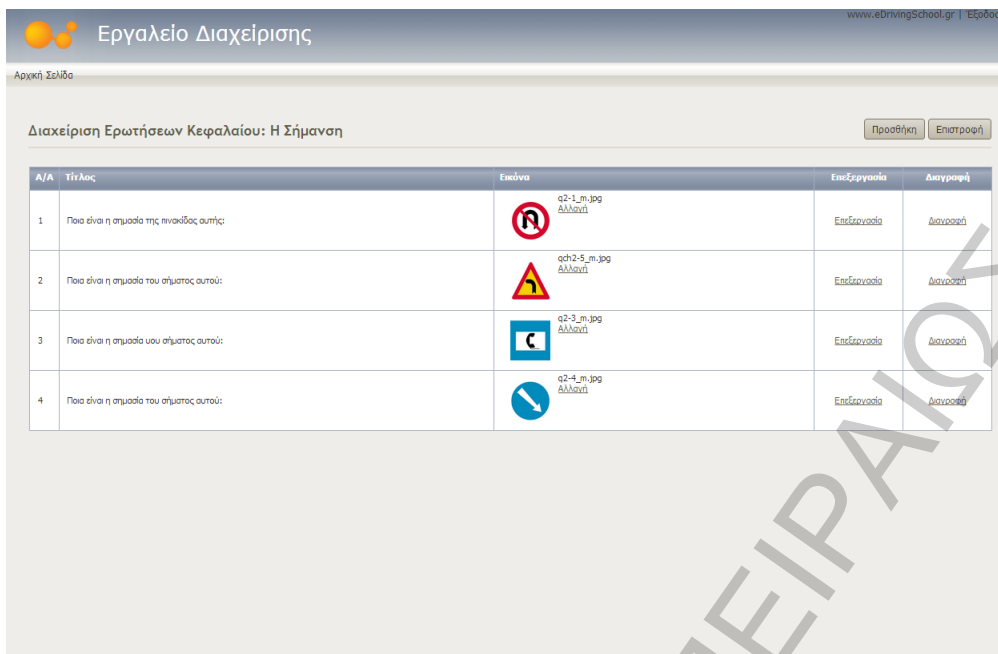 www.eDrivingSchool.gr | Έξοδος
Εργαλείο Διαχείρισης
Αρχική Σελίδα
Διαχείριση Ερωτήσεων Κεφαλαίου: Η Σήμανση
Προσθήκη Επιστροφή
Α/Α Τίτλος Εικόνα Επεξεργασία Διαγραφή
q2-1_m.jpg
1 Ποια είναι η σημασία της πινακίδας αυτής: Αλλαγή Επεξεργασία Διαγραφή
qch2-5_m.jpg
2 Ποια είναι η σημασία του σήματος αυτού: Αλλαγή Επεξεργασία Διαγραφή
q2-3_m.jpg
3 Ποια είναι η σημασία υου σήματος αυτού: Αλλαγή Επεξεργασία Διαγραφή
q2-4_m.jpg
4 Ποια είναι η σημασία του σήματος αυτού: Αλλαγή Επεξεργασία Διαγραφή
ΠΕΙΡΑΙΩΣ